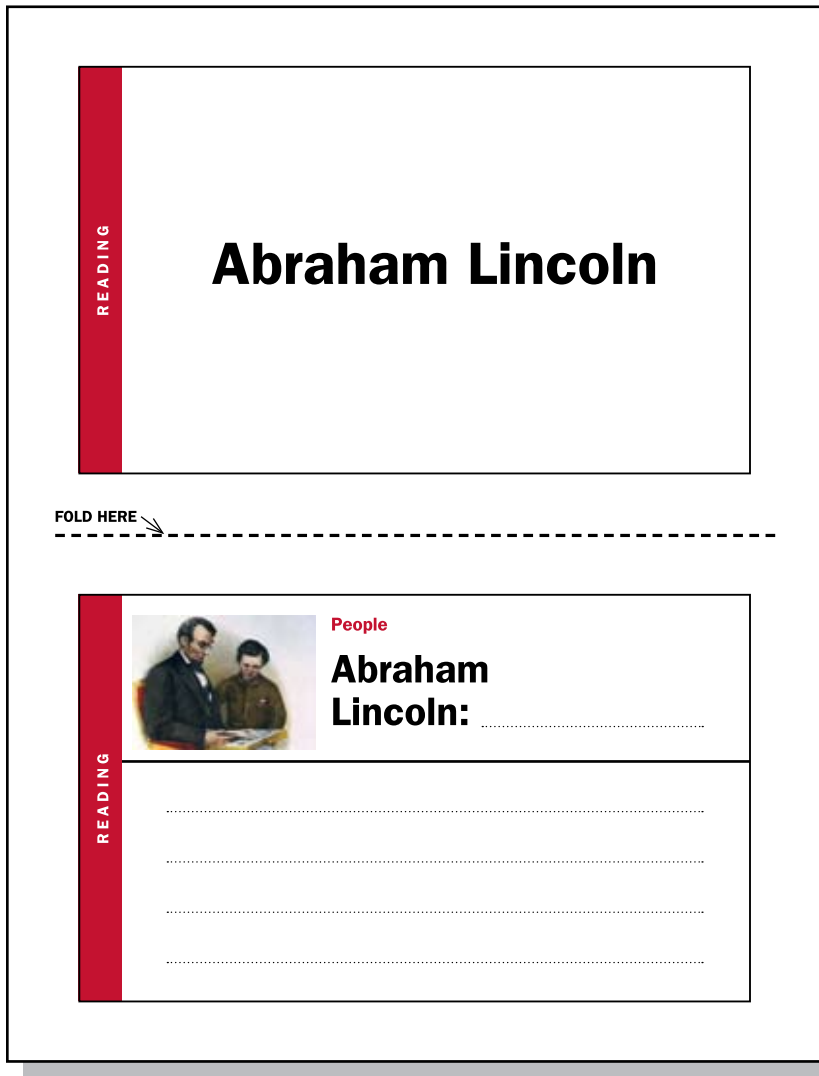 READING
Abraham Lincoln
FOLD HERE
READING
People
Abraham
Lincoln: